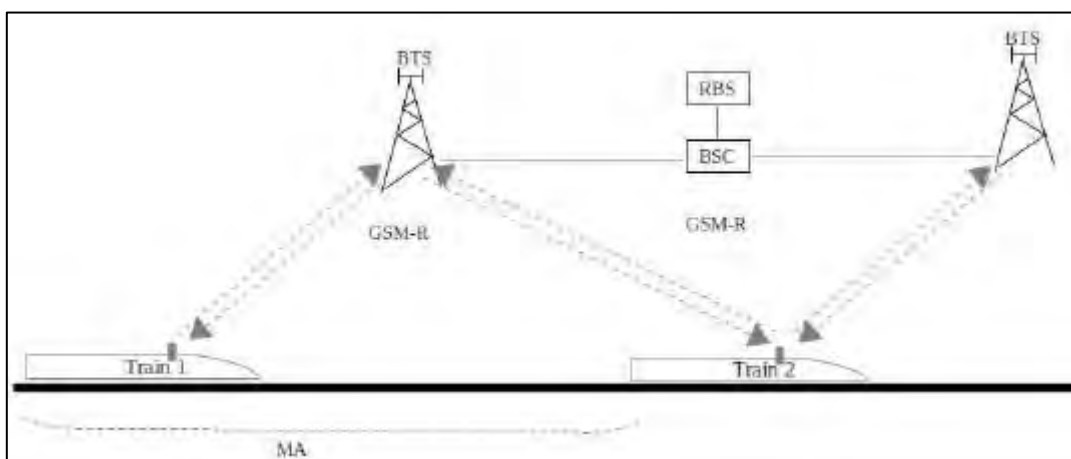 BTS
BTS
RBS
BSC
GSM-R
GSM-R
Train 1
Train 2
MA